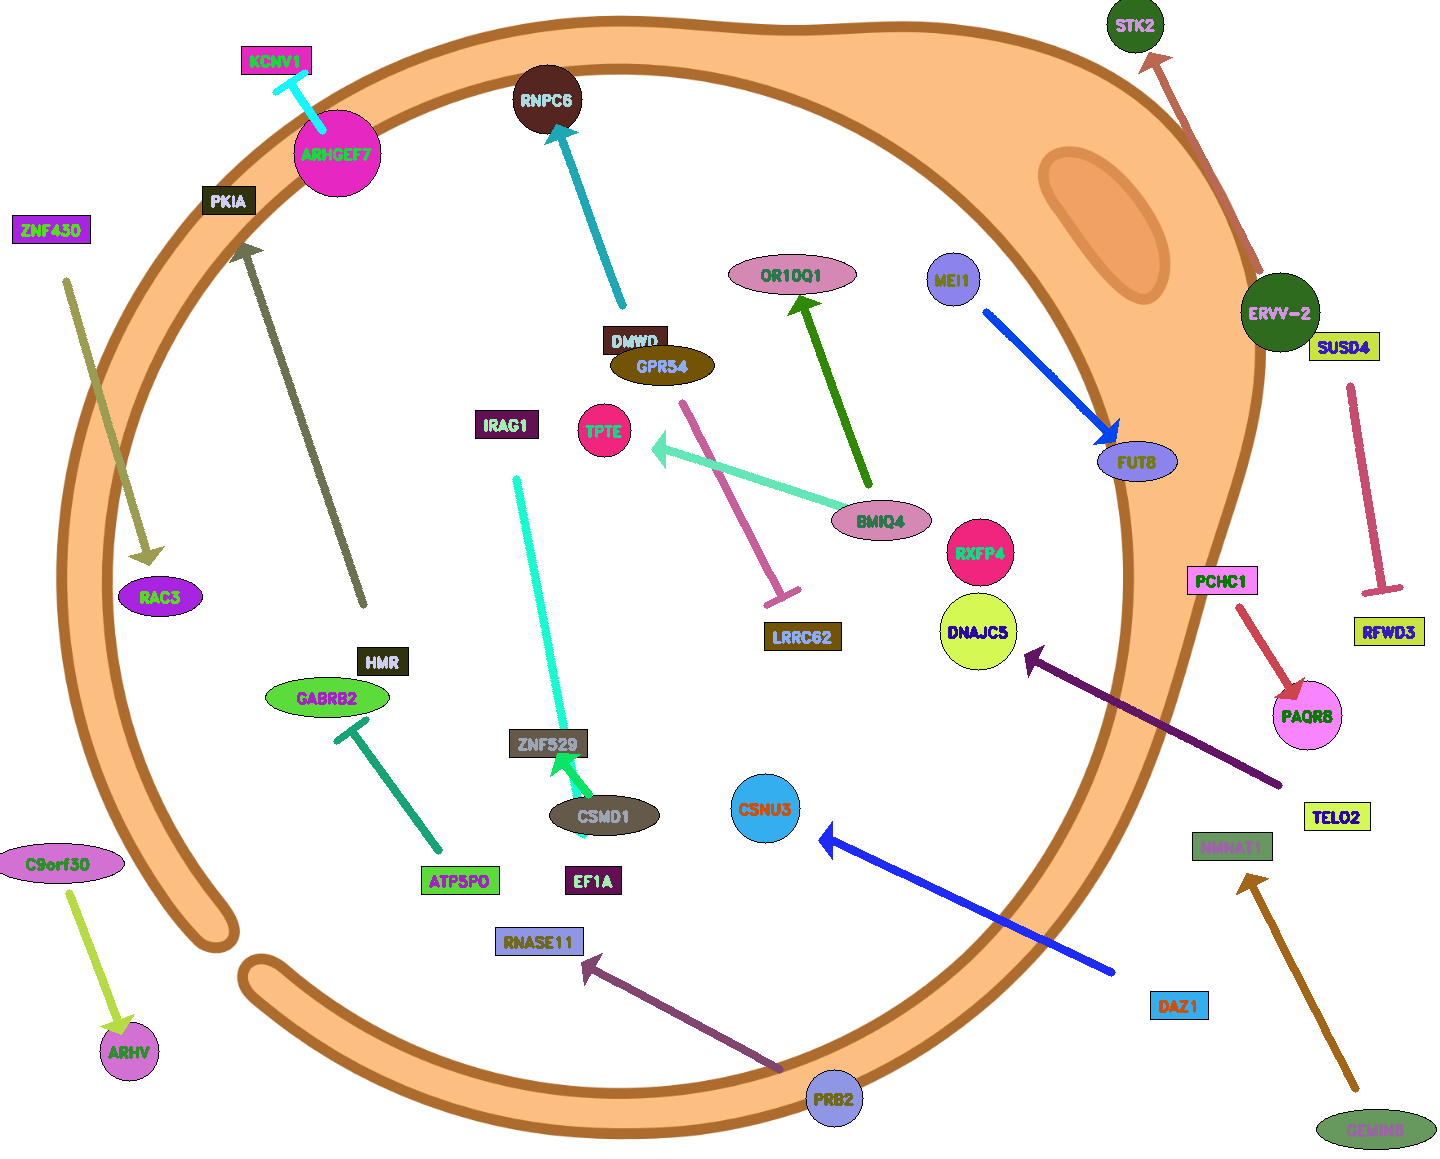 STK2
KCNV1
RNPC6
ARHGEF7
PKIA
ZNF430
OR10Q1
MEI1
ERVV-2
DMWD
SUSD4
GPR54
IRAG1
TPTE
FUT8
BMIQ4
RXFP4
PCHC1
RAC3
DNAJC5
LRRC62
RFWD3
HMR
GABRB2
PAQR8
ZNF529
CSNU3
CSMD1
TELO2
NMNAT1
C9orf30
ATP5PO
EF1A
RNASE11
DAZ1
ARHV
PRB2
GEMIN8